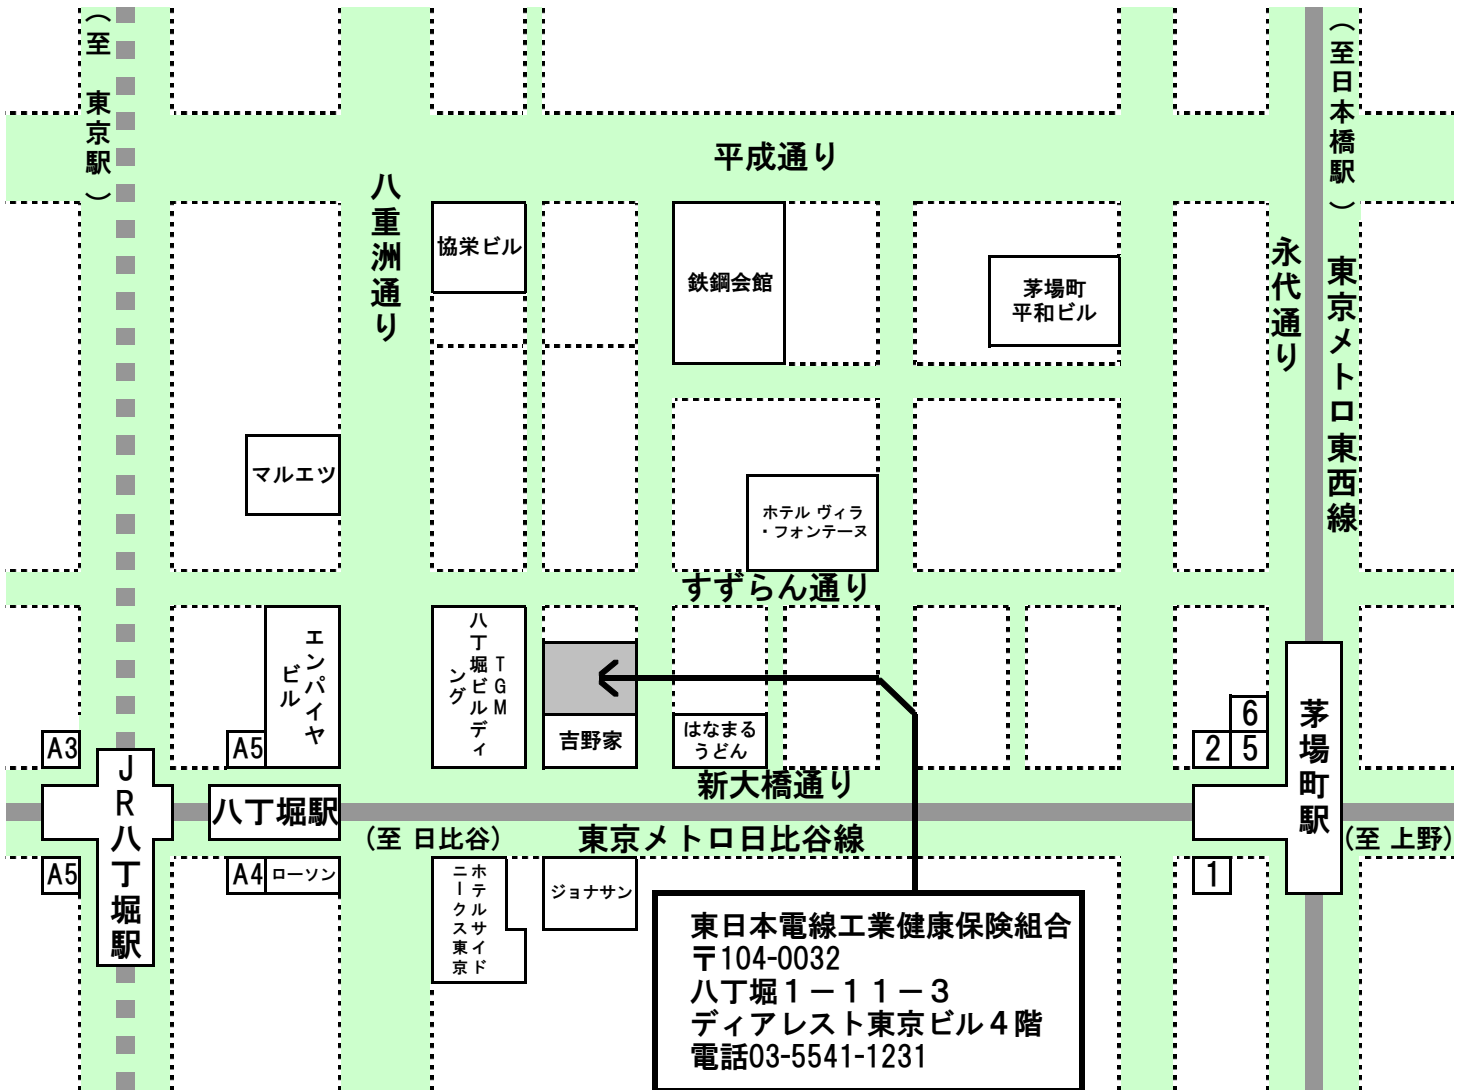 （至 東京駅）
（至日本橋駅）
平成通り
八重洲通り
協栄ビル
鉄鋼会館
茅場町
平和ビル
永代通り
東京メトロ東西線
マルエツ
ホテル ヴィラ
・フォンテーヌ
すずらん通り
エンパイヤ
ビル
TGM
八丁堀ビルディ
ング
吉野家
はなまる
うどん
6
2
5
茅場町駅
A3
A5
JR八丁堀駅
八丁堀駅
新大橋通り
（至 日比谷）
東京メトロ日比谷線
（至 上野）
A5
A4
ローソン
ホテルサイド
ニークス東京
ジョナサン
1
東日本電線工業健康保険組合
〒104-0032
八丁堀１－１１－３
ディアレスト東京ビル４階
電話03-5541-1231